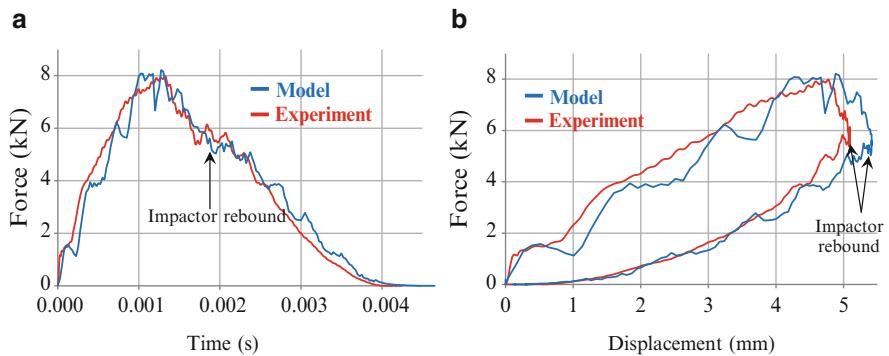 a
Force (kN)
8
6
4
2
0
Model
Experiment
Impactor rebound
0.000
0.001
0.002
0.003
0.004
Time (s)
b
Force (kN)
8
6
4
2
0
Model
Experiment
Impactor
rebound
0
1
2
3
4
5
Displacement (mm)